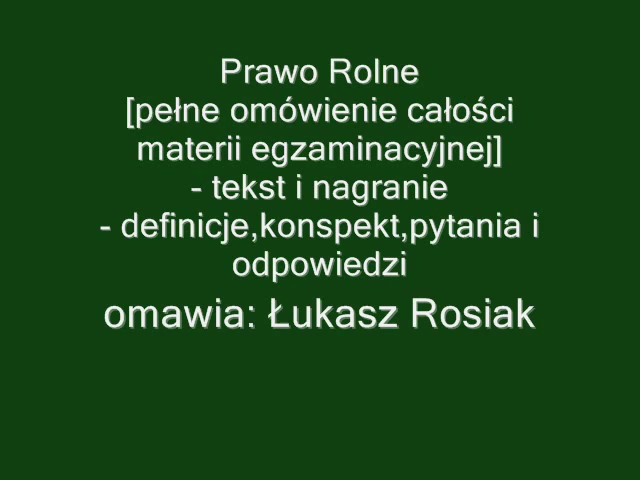 Prawo Rolne
[pełne omówienie całości
materii egzaminacyjnej]
- tekst i nagranie
- definicje,konspekt,pytania i
odpowiedzi
omawia: Łukasz Rosiak